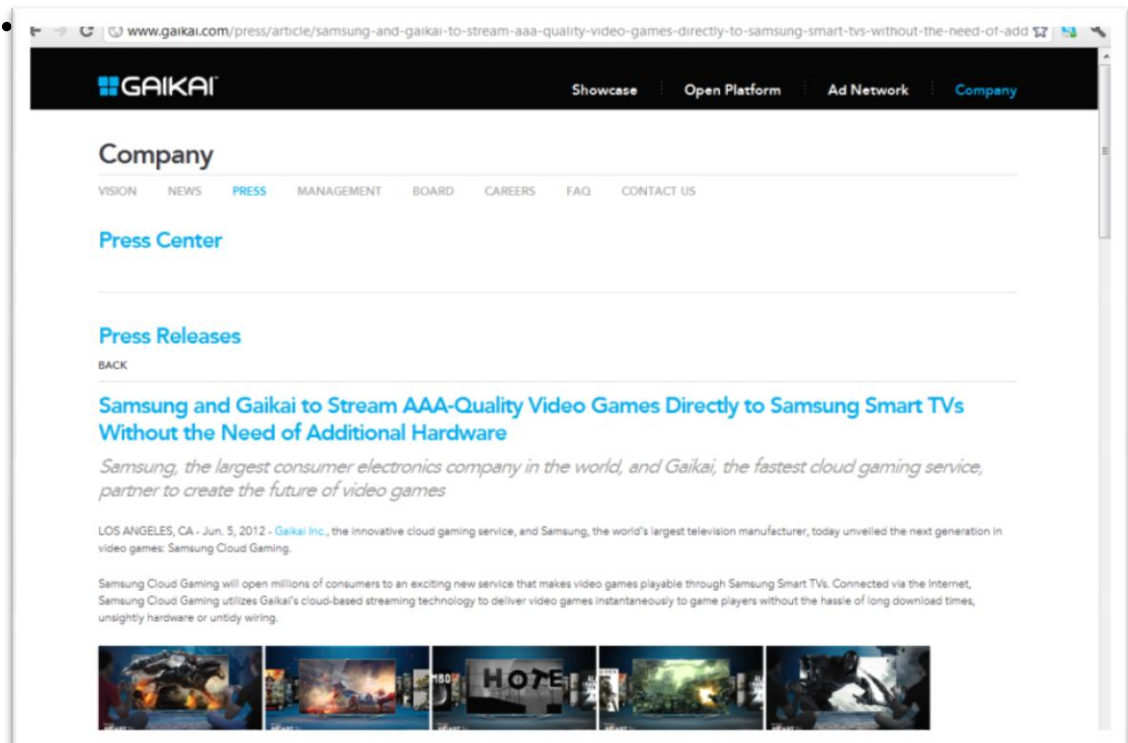 www.gaikai.com/press/article/samsung-and-gaikai-to-stream-aaa-quality-video-games-directly-to-samsung-smart-tvs-without-the-need-of-add
GAIKAI
Showcase Open Platform Ad Network Company
Company
VISION NEWS PRESS MANAGEMENT BOARD CAREERS FAQ CONTACT US
Press Center
Press Releases
BACK
Samsung and Gaikai to Stream AAA-Quality Video Games Directly to Samsung Smart TVs
Without the Need of Additional Hardware
Samsung, the largest consumer electronics company in the world, and Gaikai, the fastest cloud gaming service,
partner to create the future of video games
LOS ANGELES, CA - Jun. 5, 2012 - Gaikai Inc., the innovative cloud gaming service, and Samsung, the world's largest television manufacturer, today unveiled the next generation in
video games: Samsung Cloud Gaming.
Samsung Cloud Gaming will open millions of consumers to an exciting new service that makes video games playable through Samsung Smart TVs. Connected via the Internet,
Samsung Cloud Gaming utilizes Gaikai's cloud-based streaming technology to deliver video games instantaneously to game players without the hassle of long download times,
unsightly hardware or untidy wiring.
HOTE